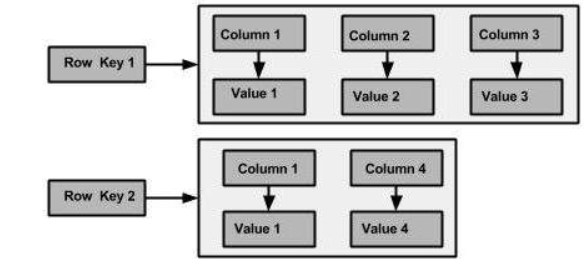 Column 1 Column 2 Column 3
Row Key 1
Value 1 Value 2 Value 3
Column 1 Column 4
Row Key 2
Value 1 Value 4